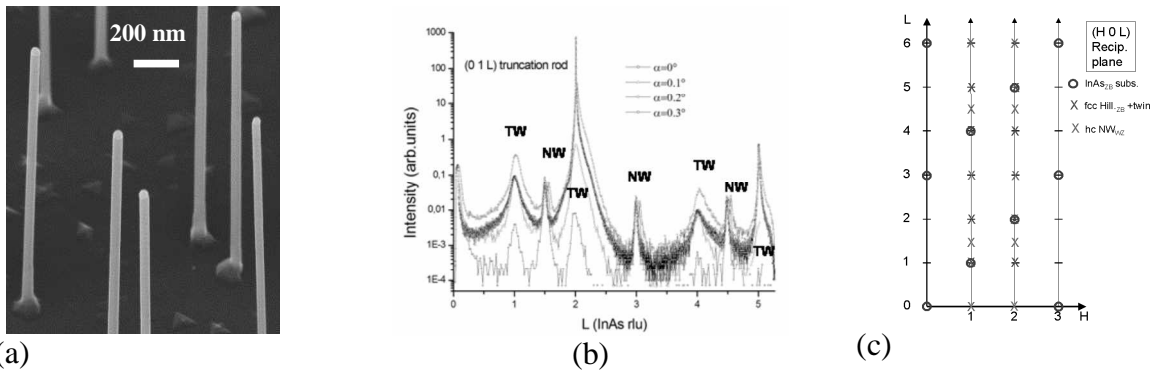 200 nm
(a)
1000
100
10
1
0,1
0,01
1E-3
1E-4
Intensity (arb.units)
(0 1 L) truncation rod
α=0°
α=0.1°
α=0.2°
α=0.3°
TW
NW
TW
NW
TW
NW
TW
0
1
2
3
4
5
L (InAs rlu)
(b)
L
6
5
4
3
2
1
0
1
2
3
H
(H 0 L)
Recip.
plane
InAsZB subs.
fcc Hill.ZB +twin
hc NWWZ
(c)